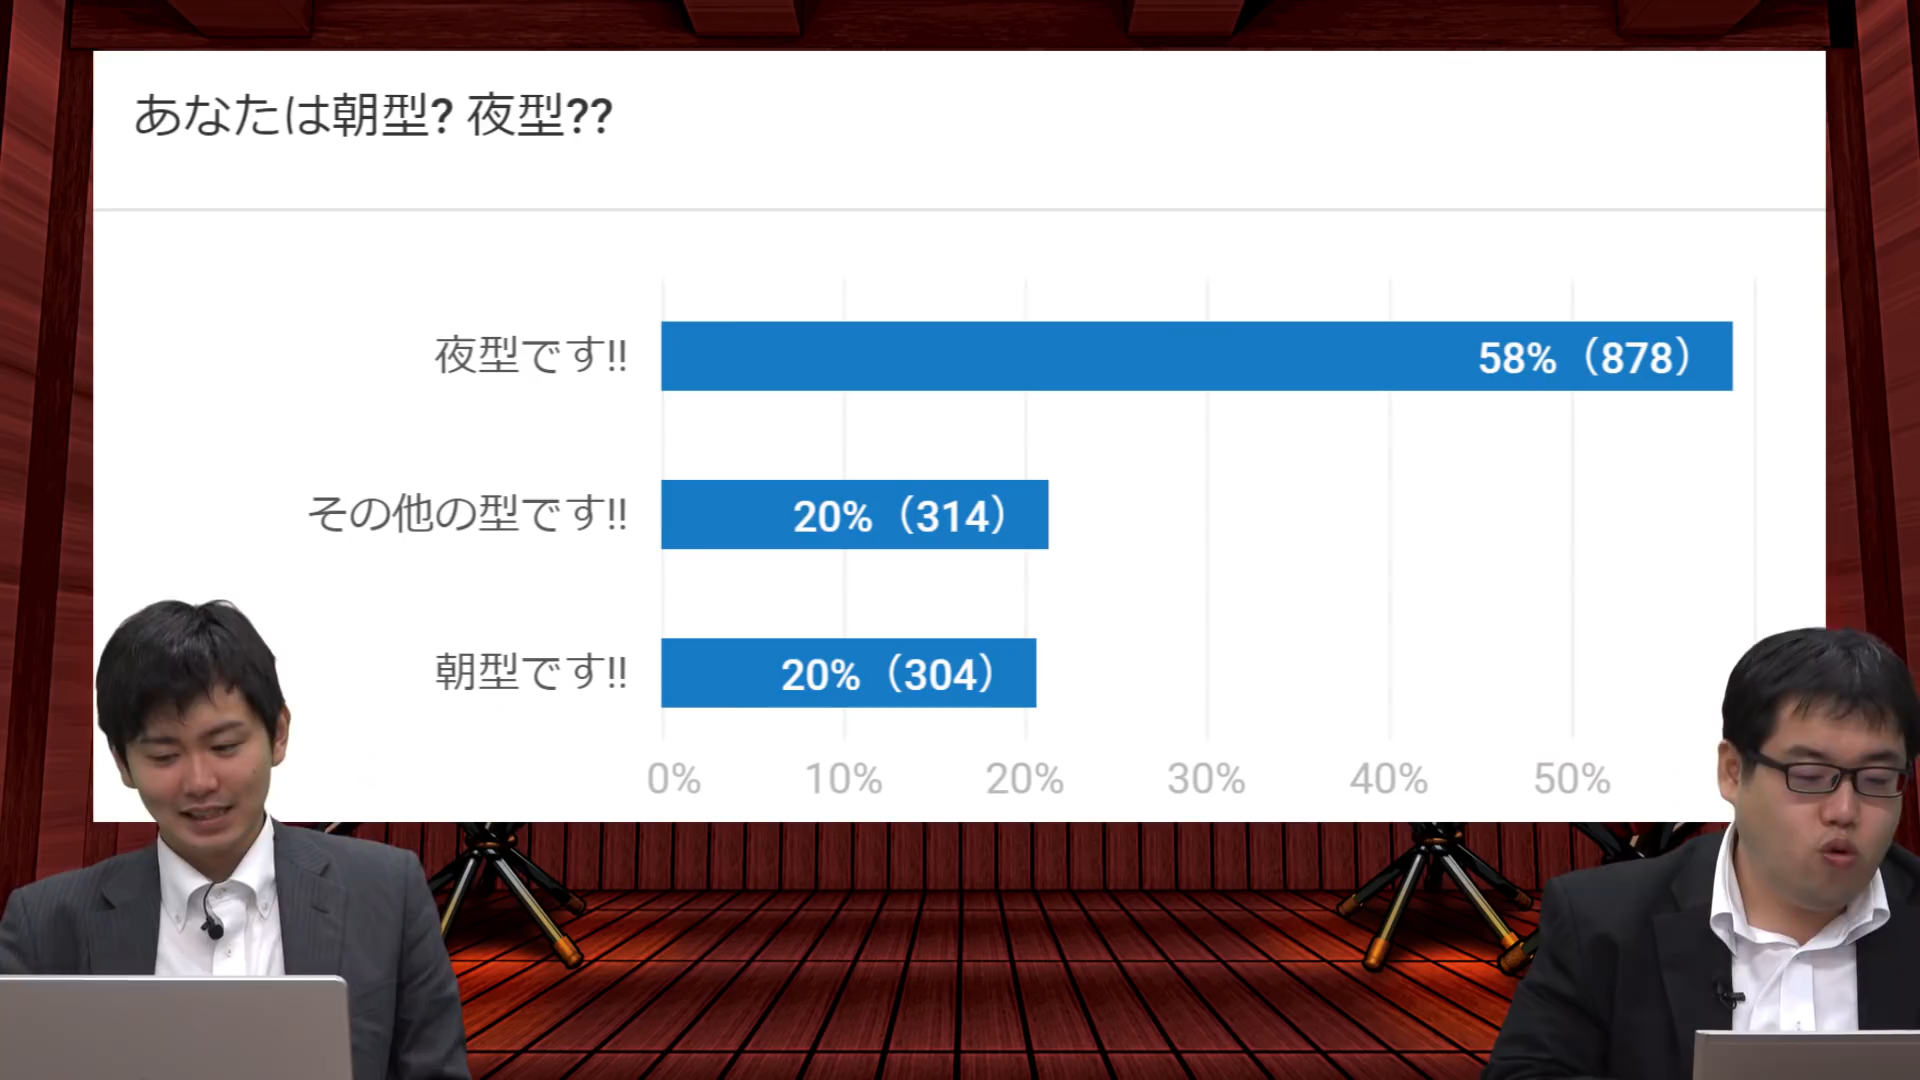 あなたは朝型? 夜型??
夜型です!! 58%（878）
その他の型です!! 20%（314）
朝型です!! 20%（304）
0% 10% 20% 30% 40% 50%